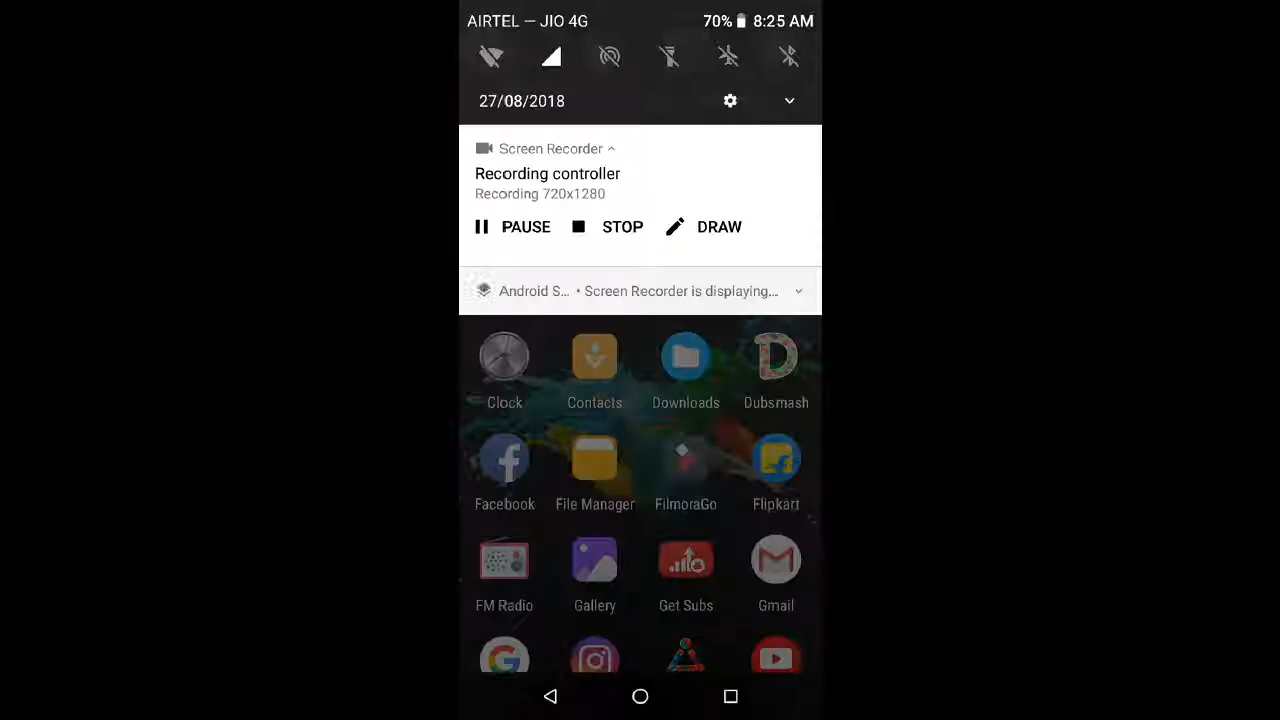 AIRTEL — JIO 4G 70% 8:25 AM
27/08/2018
Screen Recorder
Recording controller
Recording 720x1280
PAUSE STOP DRAW
Android S... • Screen Recorder is displaying...
Clock Contacts Downloads Dubsmash
Facebook File Manager FilmoraGo Flipkart
FM Radio Gallery Get Subs Gmail